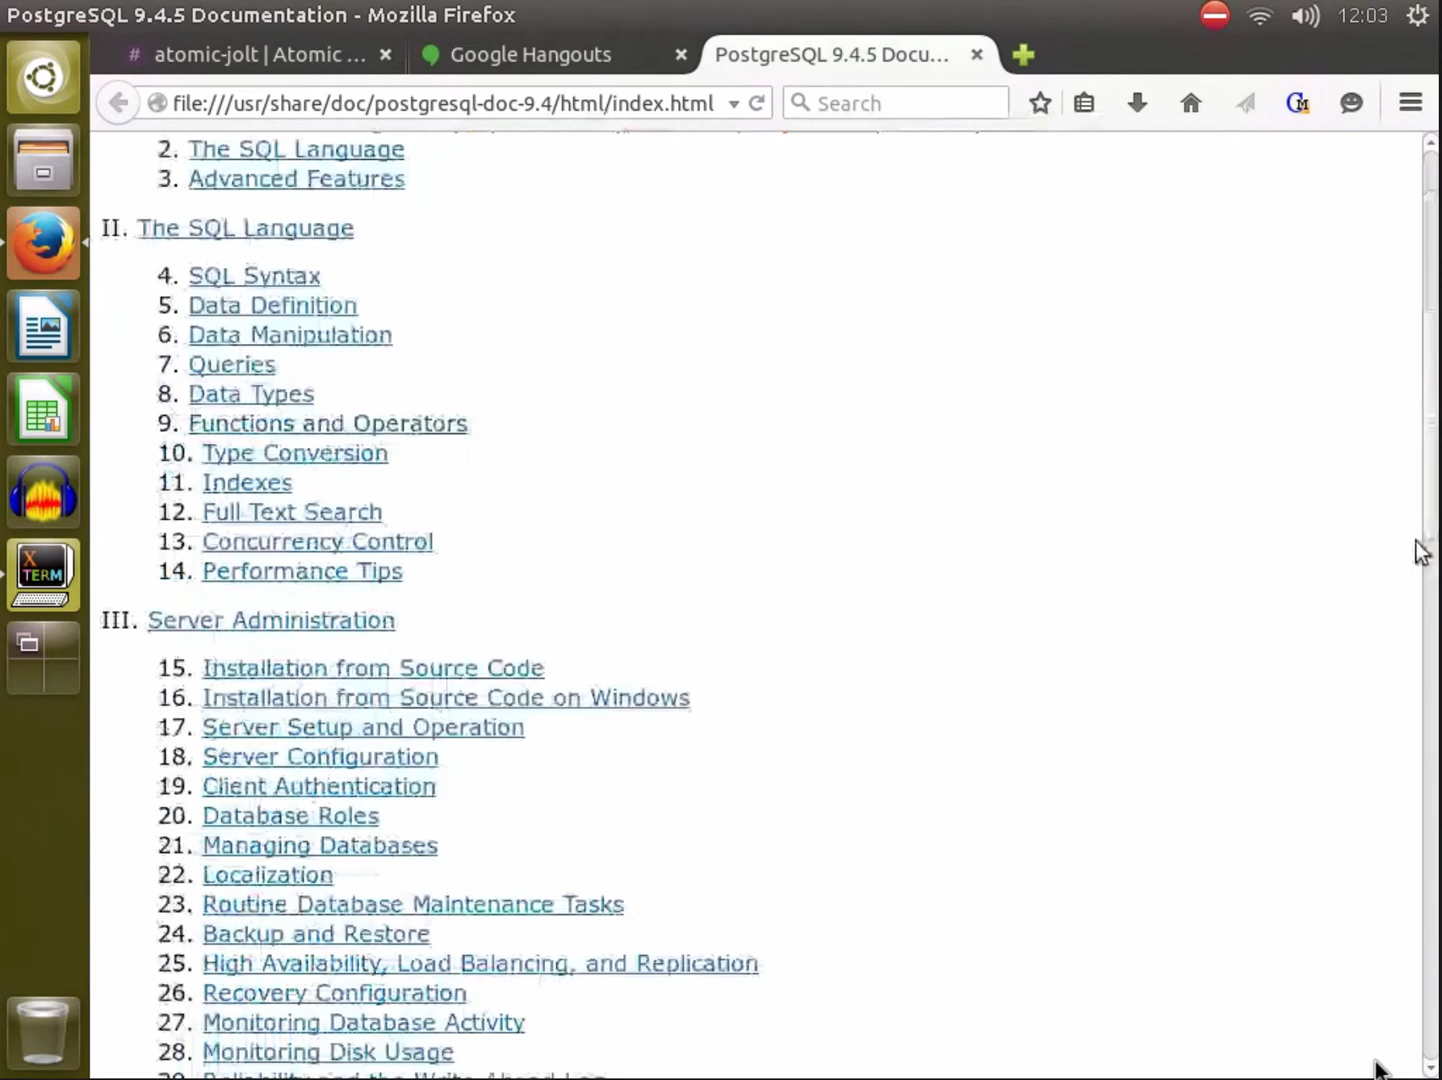 PostgreSQL 9.4.5 Documentation - Mozilla Firefox
12:03
# atomic-jolt | Atomic ...
Google Hangouts
PostgreSQL 9.4.5 Docu...
file:///usr/share/doc/postgresql-doc-9.4/html/index.html
Search
2. The SQL Language
3. Advanced Features
II. The SQL Language
4. SQL Syntax
5. Data Definition
6. Data Manipulation
7. Queries
8. Data Types
9. Functions and Operators
10. Type Conversion
11. Indexes
12. Full Text Search
13. Concurrency Control
14. Performance Tips
III. Server Administration
15. Installation from Source Code
16. Installation from Source Code on Windows
17. Server Setup and Operation
18. Server Configuration
19. Client Authentication
20. Database Roles
21. Managing Databases
22. Localization
23. Routine Database Maintenance Tasks
24. Backup and Restore
25. High Availability, Load Balancing, and Replication
26. Recovery Configuration
27. Monitoring Database Activity
28. Monitoring Disk Usage
X
TERM